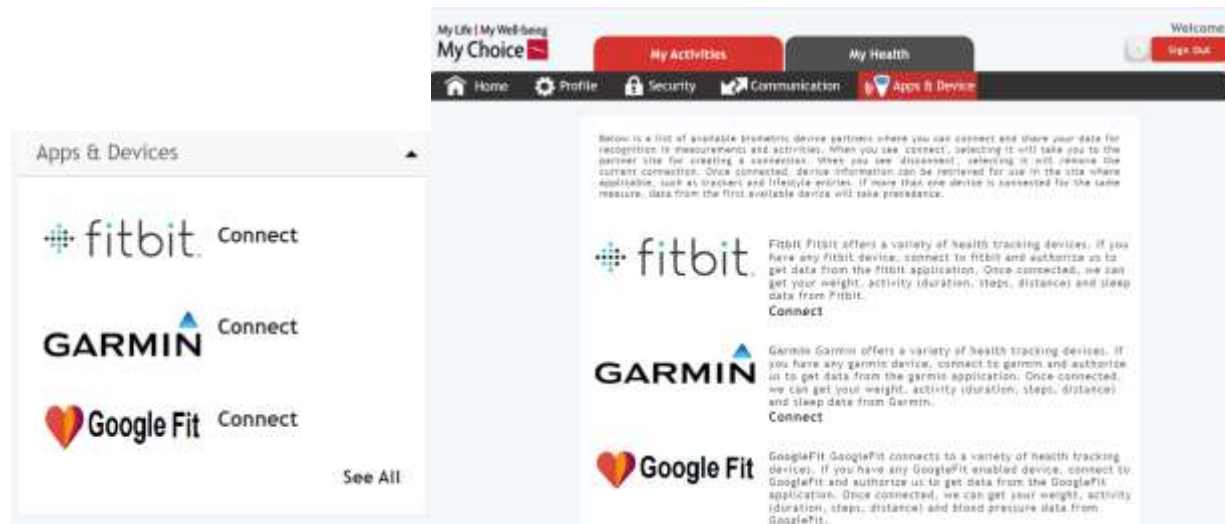 Apps & Devices
fitbit.
Connect
GARMIN
Connect
Google Fit
Connect
See All
My Life | My Well-being
My Choice
My Activities
My Health
Welcome
Sign Out
Home
Profile
Security
Communication
Apps & Device
Below is a list of available biometric device partners where you can connect and share your data for
recognition in measurements and activities. When you see 'connect', selecting it will take you to the
partner site for creating a connection. When you see 'disconnect', selecting it will remove the
current connection. Once connected, device information can be retrieved for use in the site where
applicable, such as trackers and lifestyle entries. If more than one device is connected for the same
measure, data from the first available device will take precedance.
fitbit.
Fitbit Fitbit offers a variety of health tracking devices. If you
have any fitbit device, connect to fitbit and authorize us to
get data from the fitbit application. Once connected, we can
get your weight, activity (duration, steps, distance) and sleep
data from Fitbit.
Connect
GARMIN
Garmin Garmin offers a variety of health tracking devices. If
you have any garmin device, connect to garmin and authorize
us to get data from the garmin application. Once connected,
we can get your weight, activity (duration, steps, distance)
and sleep data from Garmin.
Connect
Google Fit
GoogleFit GoogleFit connects to a variety of health tracking
devices. If you have any GoogleFit enabled device, connect to
GoogleFit and authorize us to get data from the GoogleFit
application. Once connected, we can get your weight, activity
(duration, steps, distance) and blood pressure data from
GoogleFit.